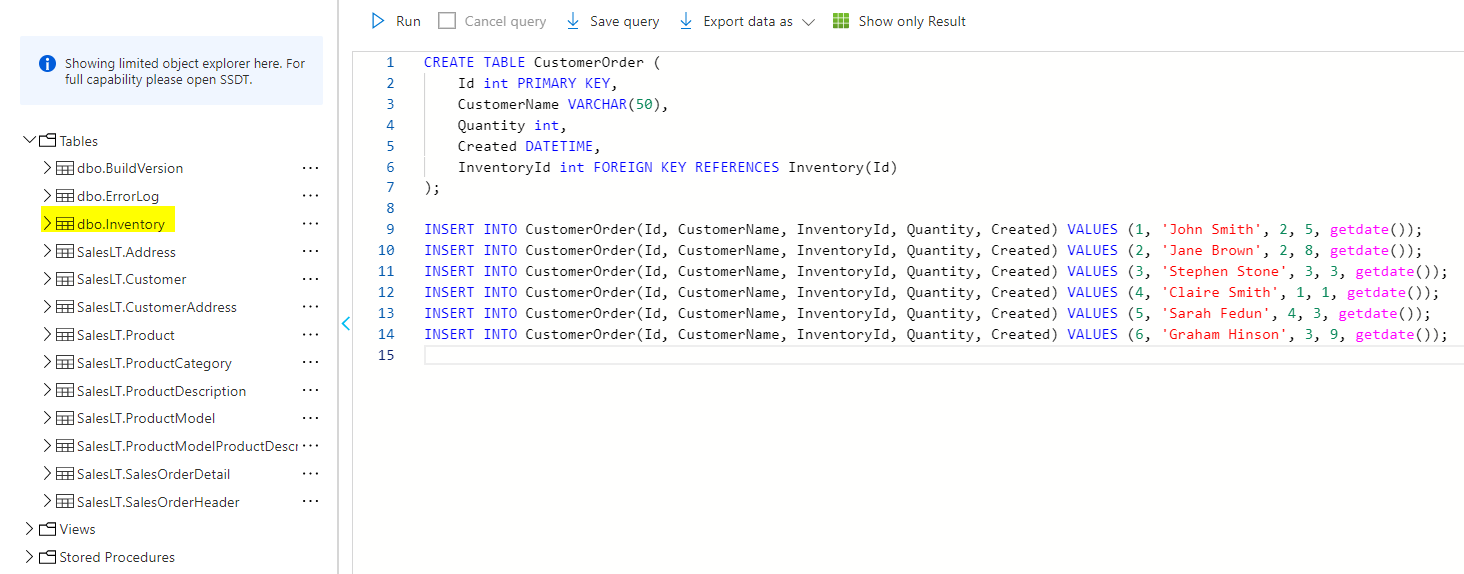 Showing limited object explorer here. For
full capability please open SSDT.
Tables
dbo.BuildVersion ...
dbo.ErrorLog ...
dbo.Inventory ...
SalesLT.Address ...
SalesLT.Customer ...
SalesLT.CustomerAddress ...
SalesLT.Product ...
SalesLT.ProductCategory ...
SalesLT.ProductDescription ...
SalesLT.ProductModel ...
SalesLT.ProductModelProductDescr ...
SalesLT.SalesOrderDetail ...
SalesLT.SalesOrderHeader ...
Views
Stored Procedures
Run Cancel query Save query Export data as Show only Result
1 CREATE TABLE CustomerOrder (
2 Id int PRIMARY KEY,
3 CustomerName VARCHAR(50),
4 Quantity int,
5 Created DATETIME,
6 InventoryId int FOREIGN KEY REFERENCES Inventory(Id)
7 );
8
9 INSERT INTO CustomerOrder(Id, CustomerName, InventoryId, Quantity, Created) VALUES (1, 'John Smith', 2, 5, getdate());
10 INSERT INTO CustomerOrder(Id, CustomerName, InventoryId, Quantity, Created) VALUES (2, 'Jane Brown', 2, 8, getdate());
11 INSERT INTO CustomerOrder(Id, CustomerName, InventoryId, Quantity, Created) VALUES (3, 'Stephen Stone', 3, 3, getdate());
12 INSERT INTO CustomerOrder(Id, CustomerName, InventoryId, Quantity, Created) VALUES (4, 'Claire Smith', 1, 1, getdate());
13 INSERT INTO CustomerOrder(Id, CustomerName, InventoryId, Quantity, Created) VALUES (5, 'Sarah Fedun', 4, 3, getdate());
14 INSERT INTO CustomerOrder(Id, CustomerName, InventoryId, Quantity, Created) VALUES (6, 'Graham Hinson', 3, 9, getdate());
15